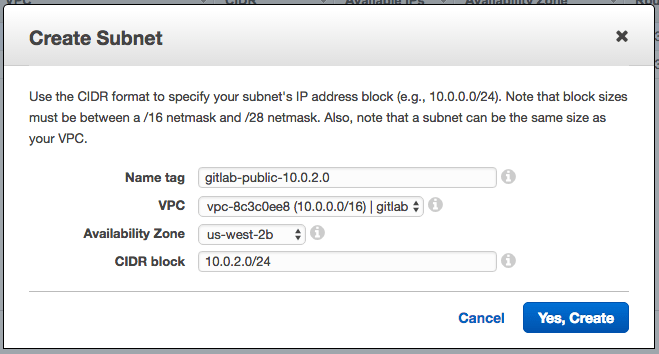 VPC CIDR Available IPs Availability Zone
Create Subnet
Use the CIDR format to specify your subnet's IP address block (e.g., 10.0.0.0/24). Note that block sizes
must be between a /16 netmask and /28 netmask. Also, note that a subnet can be the same size as
your VPC.
Name tag gitlab-public-10.0.2.0
VPC vpc-8c3c0ee8 (10.0.0.0/16) | gitlab
Availability Zone us-west-2b
CIDR block 10.0.2.0/24
Cancel Yes, Create